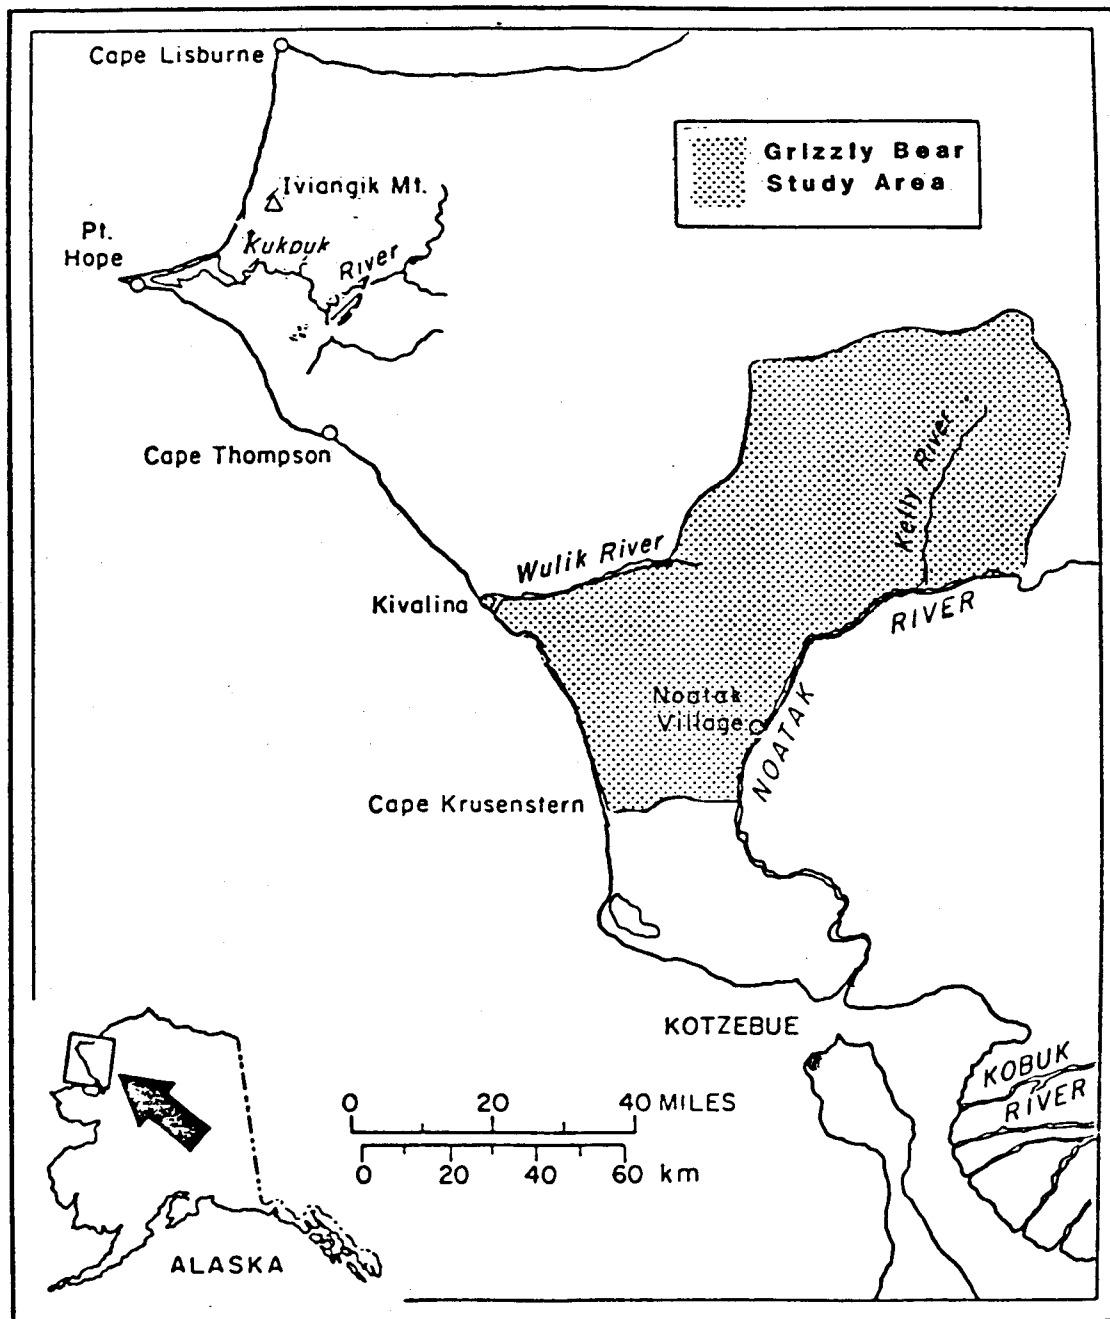 Cape Lisburne
Grizzly Bear
Study Area
Iviangik Mt.
Pt.
Hope
Kukpuk
River
Cape Thompson
Kelly River
Wulik River
Kivalina
RIVER
Noatak
Village
NOATAK
Cape Krusenstern
KOTZEBUE
KOBUK
RIVER
0 20 40 MILES
0 20 40 60 km
ALASKA